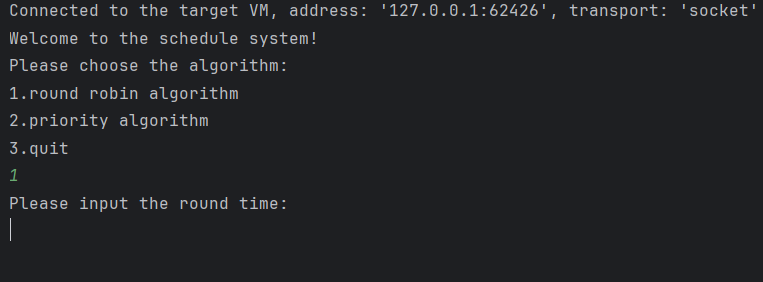 Connected to the target VM, address: '127.0.0.1:62426', transport: 'socket'
Welcome to the schedule system!
Please choose the algorithm:
1.round robin algorithm
2.priority algorithm
3.quit
1
Please input the round time: